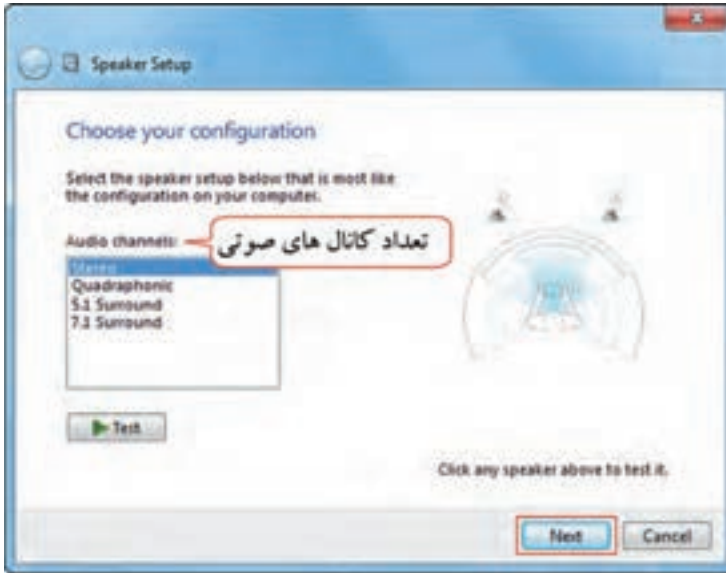 Speaker Setup
Choose your configuration
Select the speaker setup below that is most like
the configuration on your computer.
Audio channels:
تعداد کانال های صوتی
Stereo
Quadraphonic
5.1 Surround
7.1 Surround
Test
Click any speaker above to test it.
Next
Cancel